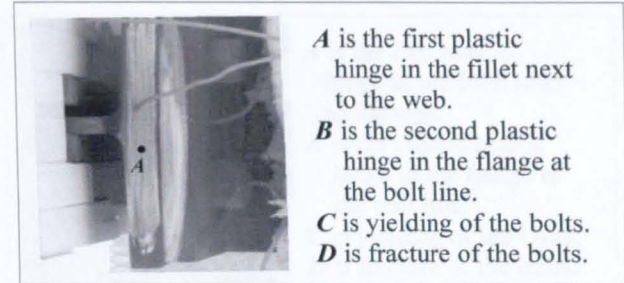 A
A is the first plastic
hinge in the fillet next
to the web.
B is the second plastic
hinge in the flange at
the bolt line.
C is yielding of the bolts.
D is fracture of the bolts.